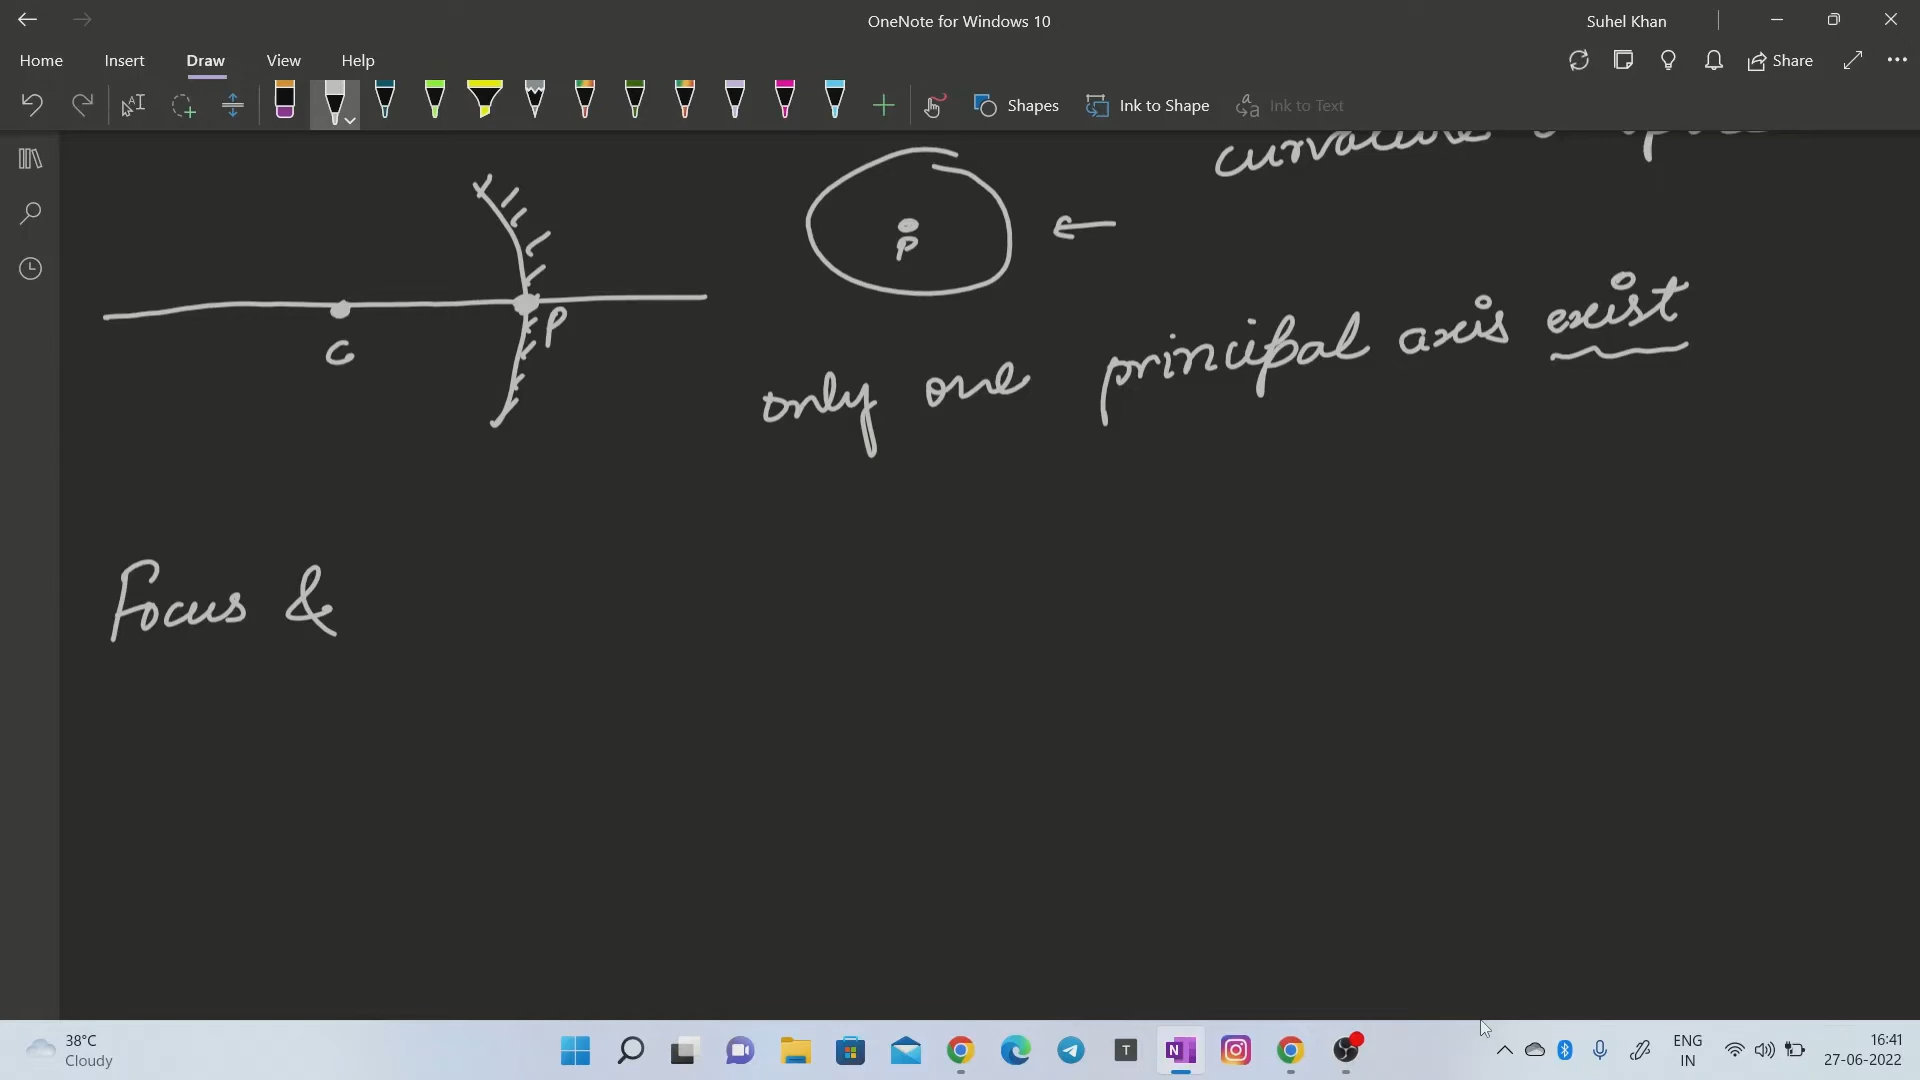 OneNote for Windows 10
Suhel Khan
Home Insert Draw View Help
Share
Shapes Ink to Shape Ink to Text
curvature
P
C
P
only one principal axis exist
Focus &
38°C
Cloudy
ENG
IN
16:41
27-06-2022